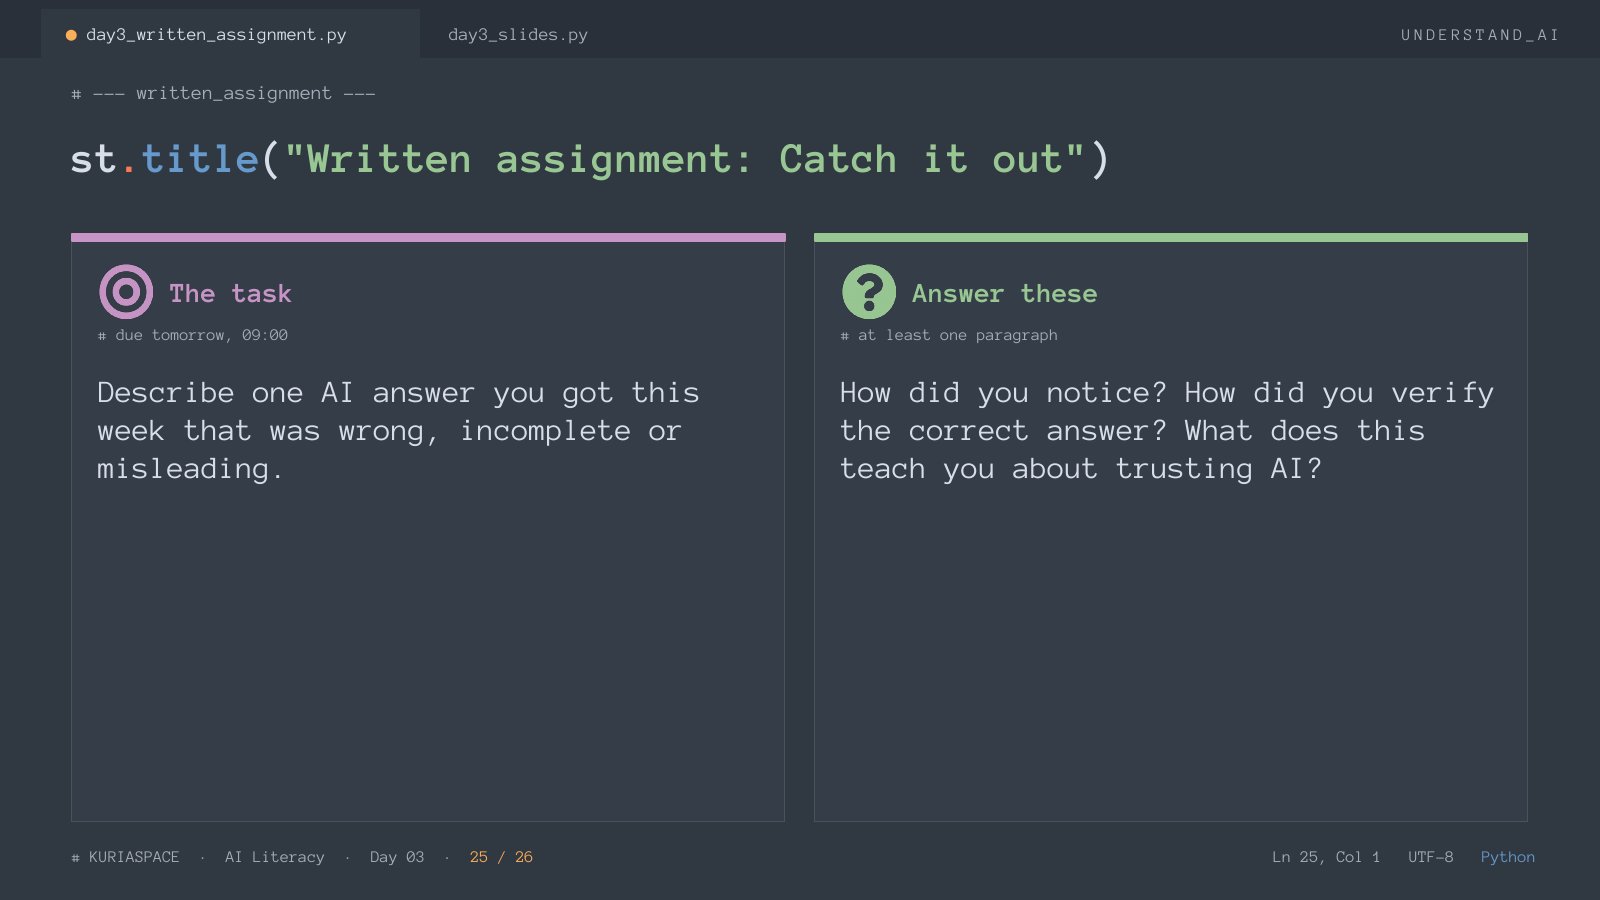 day3_written_assignment.py
day3_slides.py
UNDERSTAND_AI
# --- written_assignment ---
st.title("Written assignment: Catch it out")
The task
# due tomorrow, 09:00
Describe one AI answer you got this
week that was wrong, incomplete or
misleading.
?
Answer these
# at least one paragraph
How did you notice? How did you verify
the correct answer? What does this
teach you about trusting AI?
# KURIASPACE · AI Literacy · Day 03 · 25 / 26
Ln 25, Col 1 UTF-8 Python